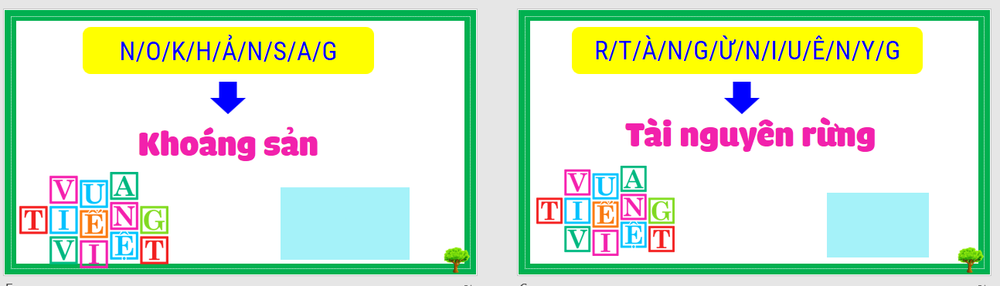 N/O/K/H/Ả/N/S/A/G
Khoáng sản
VUA
TIẾNG
VIỆT
R/T/À/N/G/Ừ/N/I/U/Ê/N/Y/G
Tài nguyên rừng
VUA
TIẾNG
VIỆT